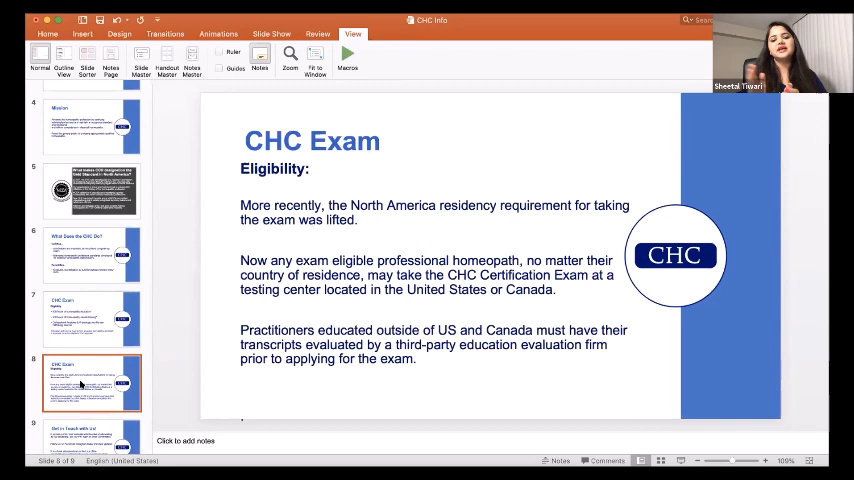 CHC Info
Home Insert Design Transitions Animations Slide Show Review View
Normal Outline View Slide Sorter Notes Page Slide Master Handout Master Notes Master Ruler Guides Notes Zoom Fit to Window Macros
Sheetal Tiwari
4
Mission
CHC
5
What makes CCH designation the Gold Standard in North America?
6
What Does the CHC Do?
CHC
7
CHC Exam
CHC
8
CHC Exam
CHC
9
Get in Touch with Us!
CHC
CHC Exam
Eligibility:
More recently, the North America residency requirement for taking
the exam was lifted.
Now any exam eligible professional homeopath, no matter their
country of residence, may take the CHC Certification Exam at a
testing center located in the United States or Canada.
Practitioners educated outside of US and Canada must have their
transcripts evaluated by a third-party education evaluation firm
prior to applying for the exam.
CHC
Click to add notes
Slide 8 of 9 English (United States) Notes Comments 109%